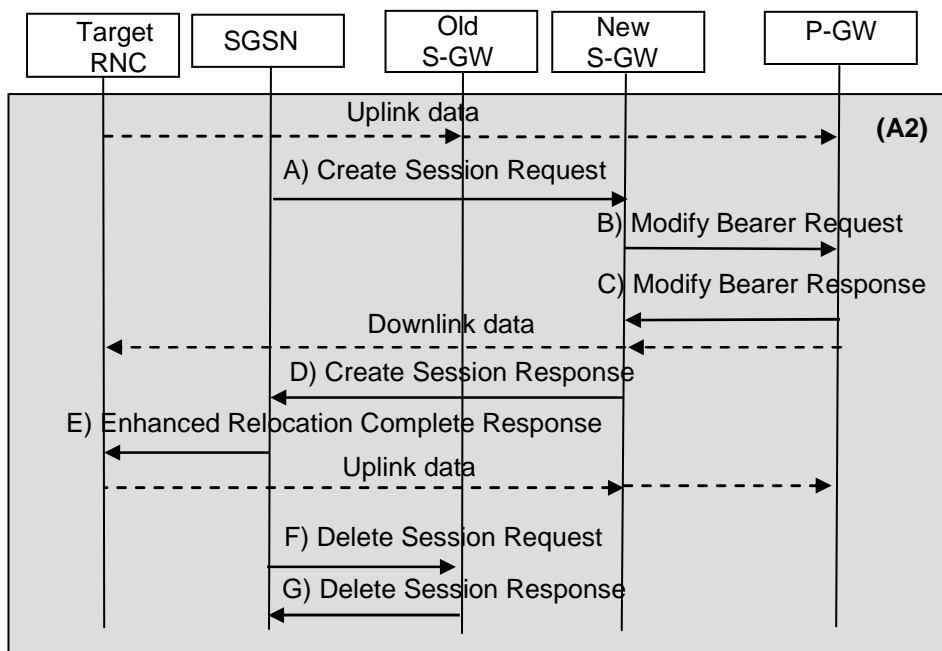 Target
RNC
SGSN
Old
S-GW
New
S-GW
P-GW
Uplink data
(A2)
A) Create Session Request
B) Modify Bearer Request
C) Modify Bearer Response
Downlink data
D) Create Session Response
E) Enhanced Relocation Complete Response
Uplink data
F) Delete Session Request
G) Delete Session Response